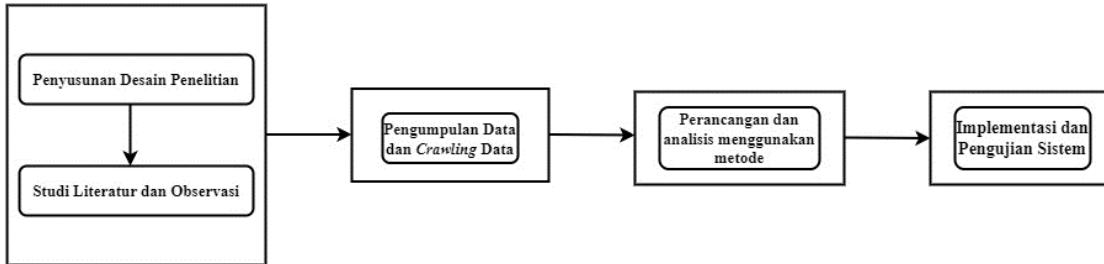 Penyusunan Desain Penelitian
Studi Literatur dan Observasi
Pengumpulan Data
dan Crawling Data
Perancangan dan
analisis menggunakan
metode
Implementasi dan
Pengujian Sistem